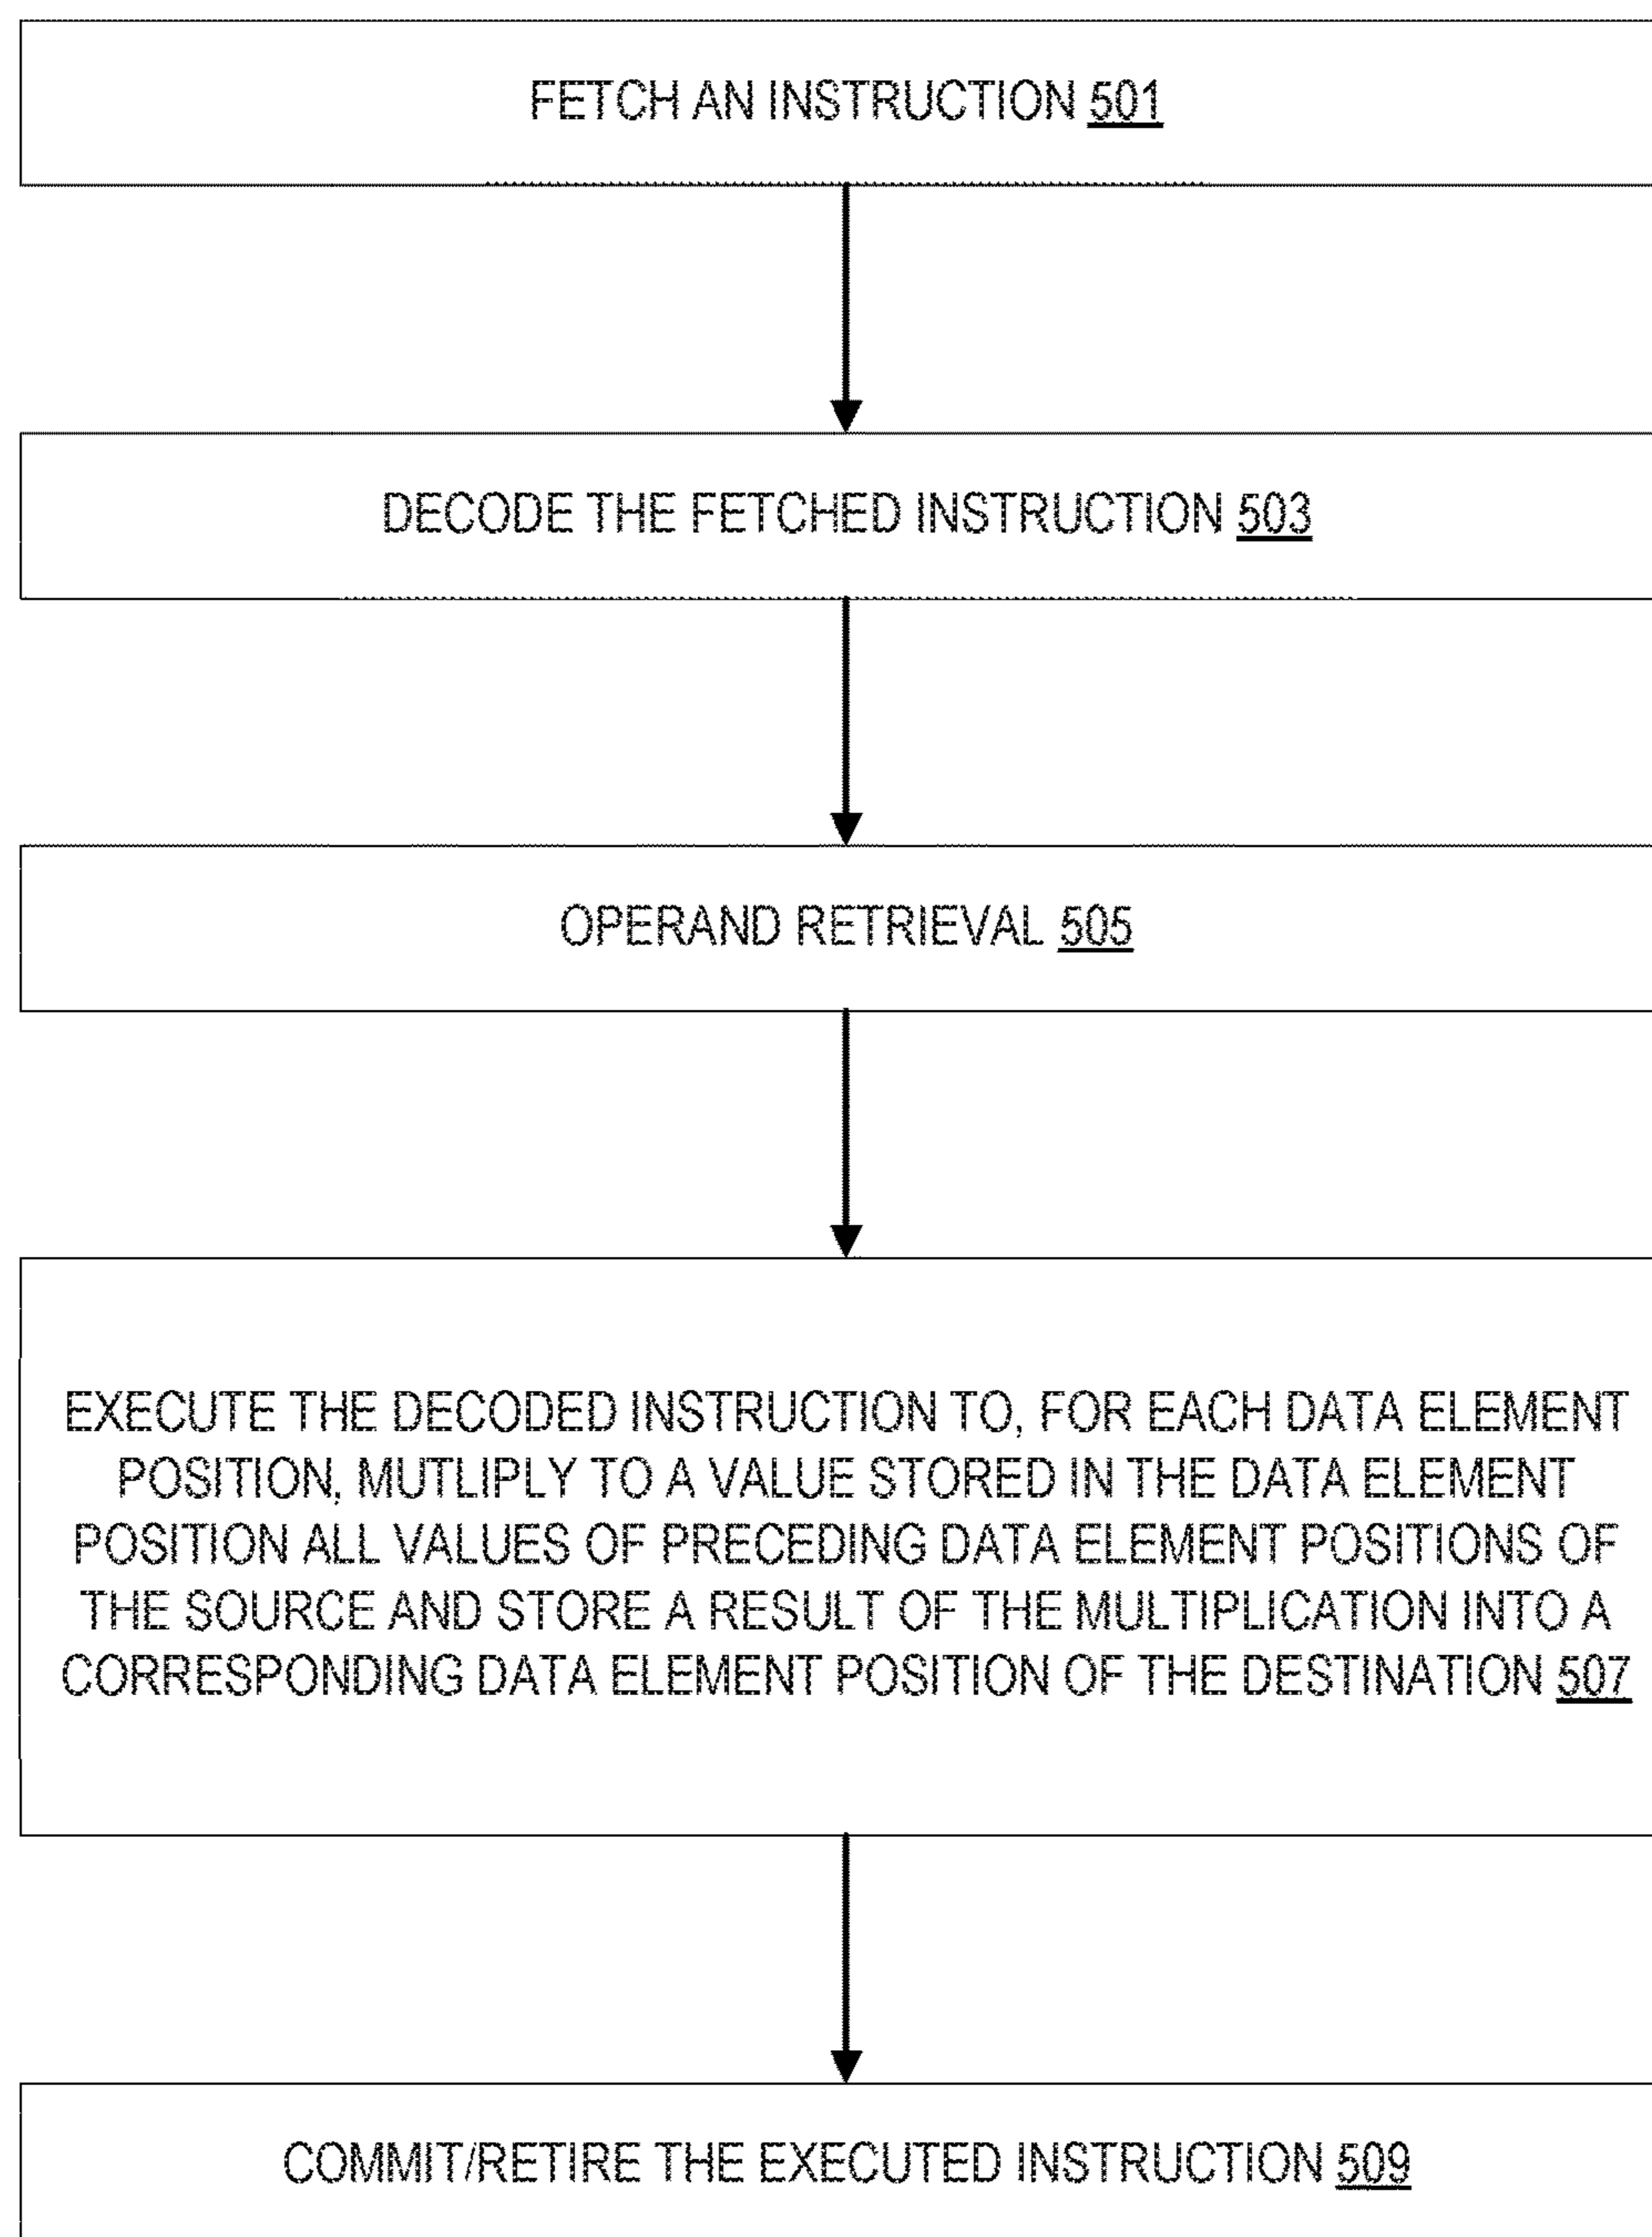 FETCH AN INSTRUCTION 501
DECODE THE FETCHED INSTRUCTION 503
OPERAND RETRIEVAL 505
EXECUTE THE DECODED INSTRUCTION TO, FOR EACH DATA ELEMENT
POSITION, MUTLIPLY TO A VALUE STORED IN THE DATA ELEMENT
POSITION ALL VALUES OF PRECEDING DATA ELEMENT POSITIONS OF
THE SOURCE AND STORE A RESULT OF THE MULTIPLICATION INTO A
CORRESPONDING DATA ELEMENT POSITION OF THE DESTINATION 507
COMMIT/RETIRE THE EXECUTED INSTRUCTION 509